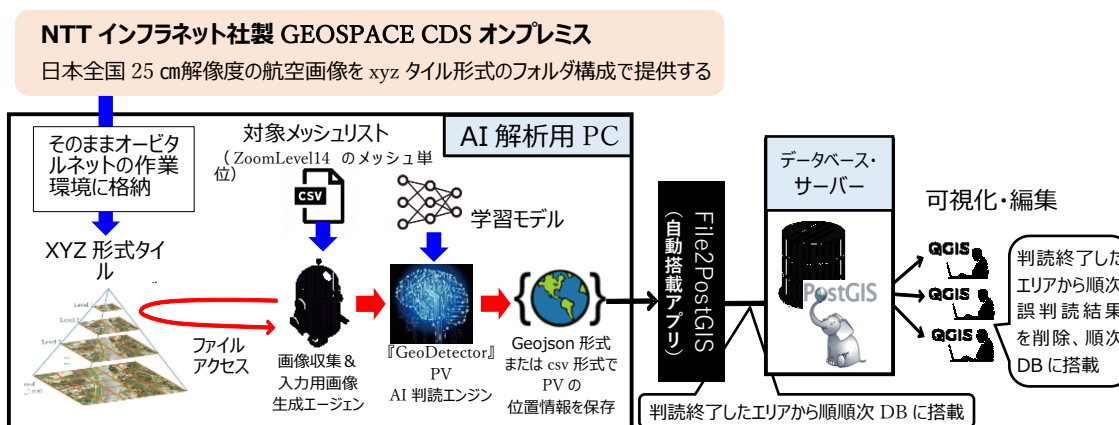 NTT インフラネット社製 GEOSPACE CDS オンプレミス
日本全国 25 ㎝解像度の航空画像を xyz タイル形式のフォルダ構成で提供する
そのままオービタ
ルネットの作業
環境に格納
対象メッシュリスト
（ZoomLevel14 のメッシュ単
位）
CSV
AI 解析用 PC
学習モデル
XYZ 形式タイ
ル
ファイル
アクセス
画像収集＆
入力用画像
生成エージェン
『GeoDetector』
PV
AI 判読エンジン
Geojson 形式
または csv 形式で
PV の
位置情報を保存
File2PostGIS
（自動搭載アプリ）
データベース・
サーバー
PostGIS
判読終了したエリアから順順次 DB に搭載
可視化・編集
QGIS
QGIS
QGIS
判読終了した
エリアから順次
誤判読結果
を削除、順次
DB に搭載